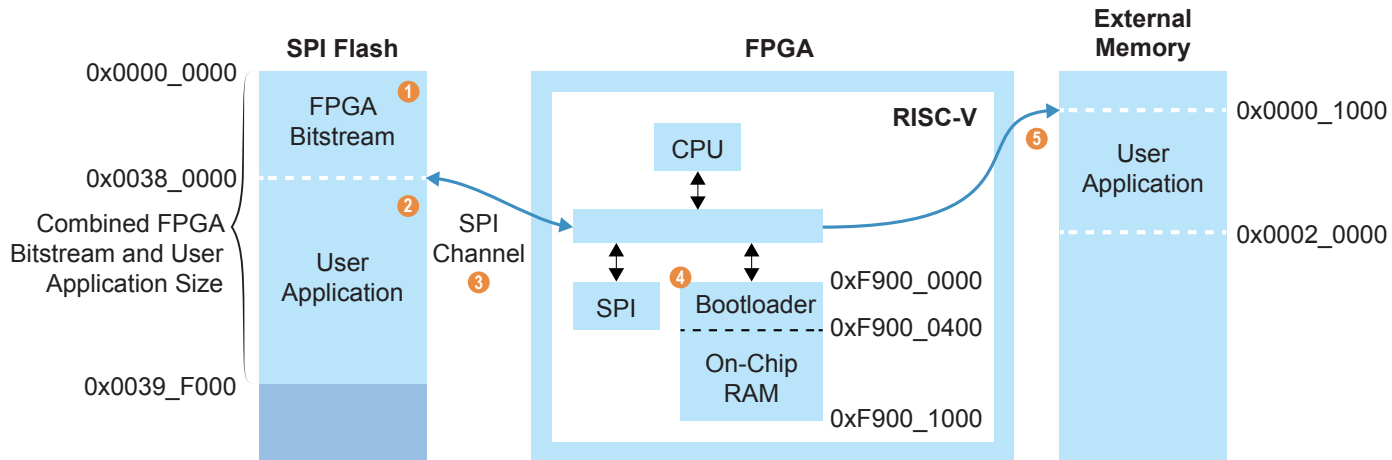 SPI Flash
0x0000_0000
1
FPGA
Bitstream
0x0038_0000
2
Combined FPGA
Bitstream and User
Application Size
User
Application
0x0039_F000
SPI
Channel
3
FPGA
RISC-V
CPU
4
SPI
Bootloader
0xF900_0000
0xF900_0400
On-Chip
RAM
0xF900_1000
5
External
Memory
0x0000_1000
User
Application
0x0002_0000